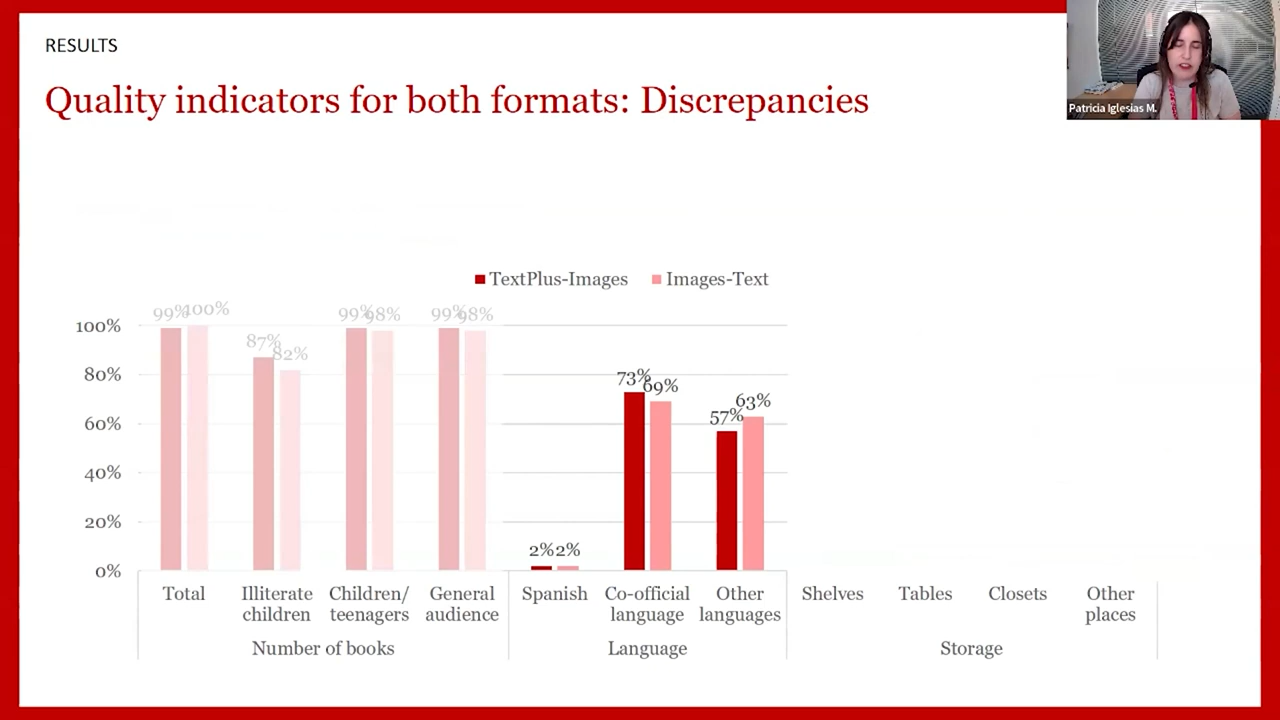 RESULTS
Quality indicators for both formats: Discrepancies
Patricia Iglesias M.
TextPlus-Images Images-Text
99% 100% 87% 82% 99% 98% 99% 98% 2% 2% 73% 69% 57% 63%
100%
80%
60%
40%
20%
0%
Total Illiterate children Children/ teenagers General audience Spanish Co-official language Other languages Shelves Tables Closets Other places
Number of books Language Storage